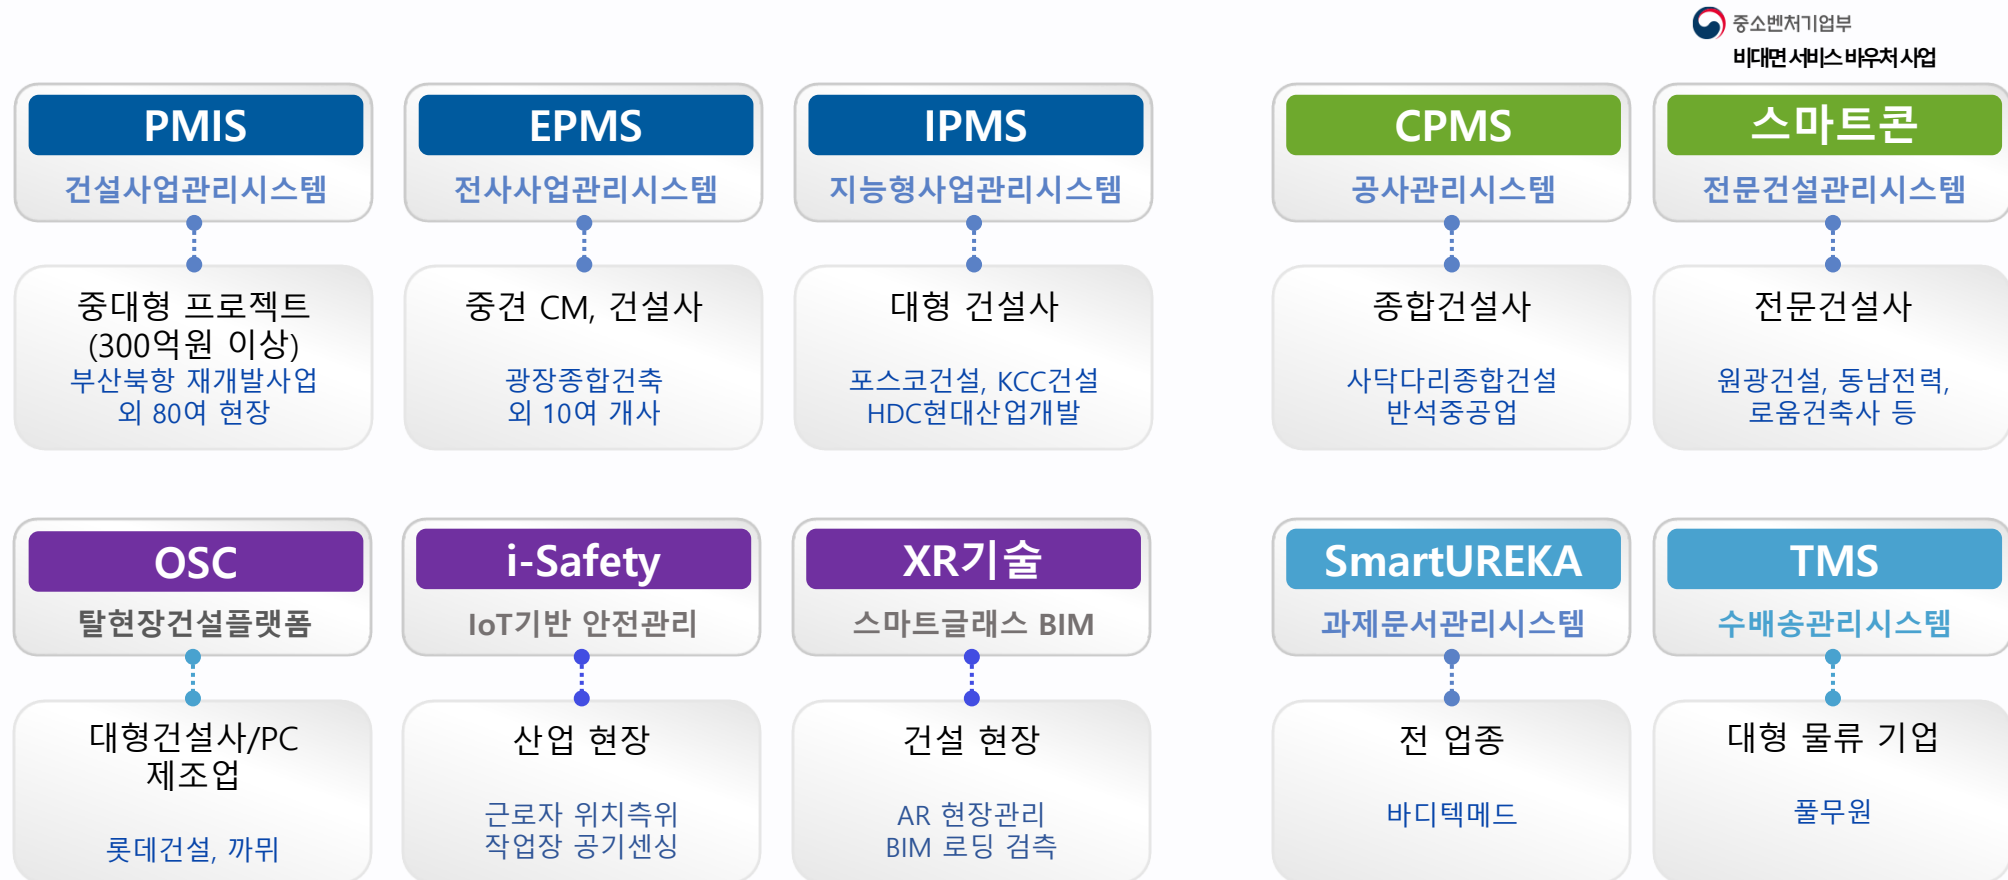 중소벤처기업부
비대면 서비스 바우처 사업
PMIS
건설사업관리시스템
중대형 프로젝트
(300억원 이상)
부산북항 재개발사업
외 80여 현장
EPMS
전사사업관리시스템
중견 CM, 건설사
광장종합건축
외 10여 개사
IPMS
지능형사업관리시스템
대형 건설사
포스코건설, KCC건설
HDC현대산업개발
CPMS
공사관리시스템
종합건설사
사닥다리종합건설
반석중공업
스마트콘
전문건설관리시스템
전문건설사
원광건설, 동남전력,
로움건축사 등
OSC
탈현장건설플랫폼
대형건설사/PC
제조업
롯데건설, 까뮈
i-Safety
IoT기반 안전관리
산업 현장
근로자 위치측위
작업장 공기센싱
XR기술
스마트글래스 BIM
건설 현장
AR 현장관리
BIM 로딩 검측
SmartUREKA
과제문서관리시스템
전 업종
바디텍메드
TMS
수배송관리시스템
대형 물류 기업
풀무원